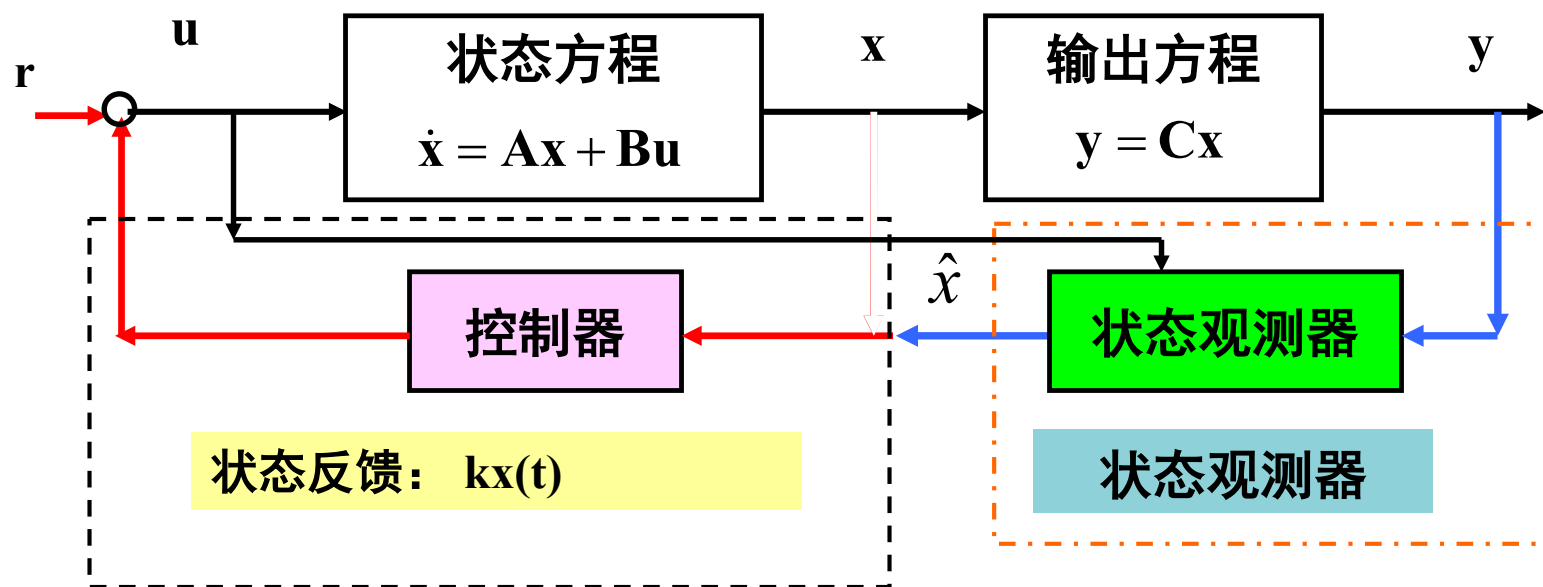 r
u
状态方程
ẋ = Ax + Bu
x
输出方程
y = Cx
y
控制器
x̂
状态观测器
状态反馈： kx(t)
状态观测器